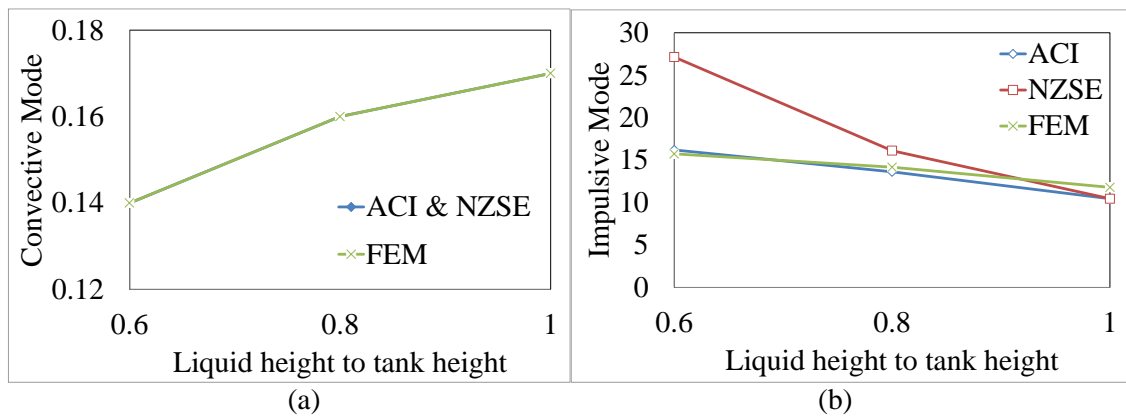 Convective Mode
0.18
0.16
0.14
0.12
0.6
0.8
1
Liquid height to tank height
ACI & NZSE
FEM
(a)
Impulsive Mode
30
25
20
15
10
5
0
0.6
0.8
1
Liquid height to tank height
ACI
NZSE
FEM
(b)